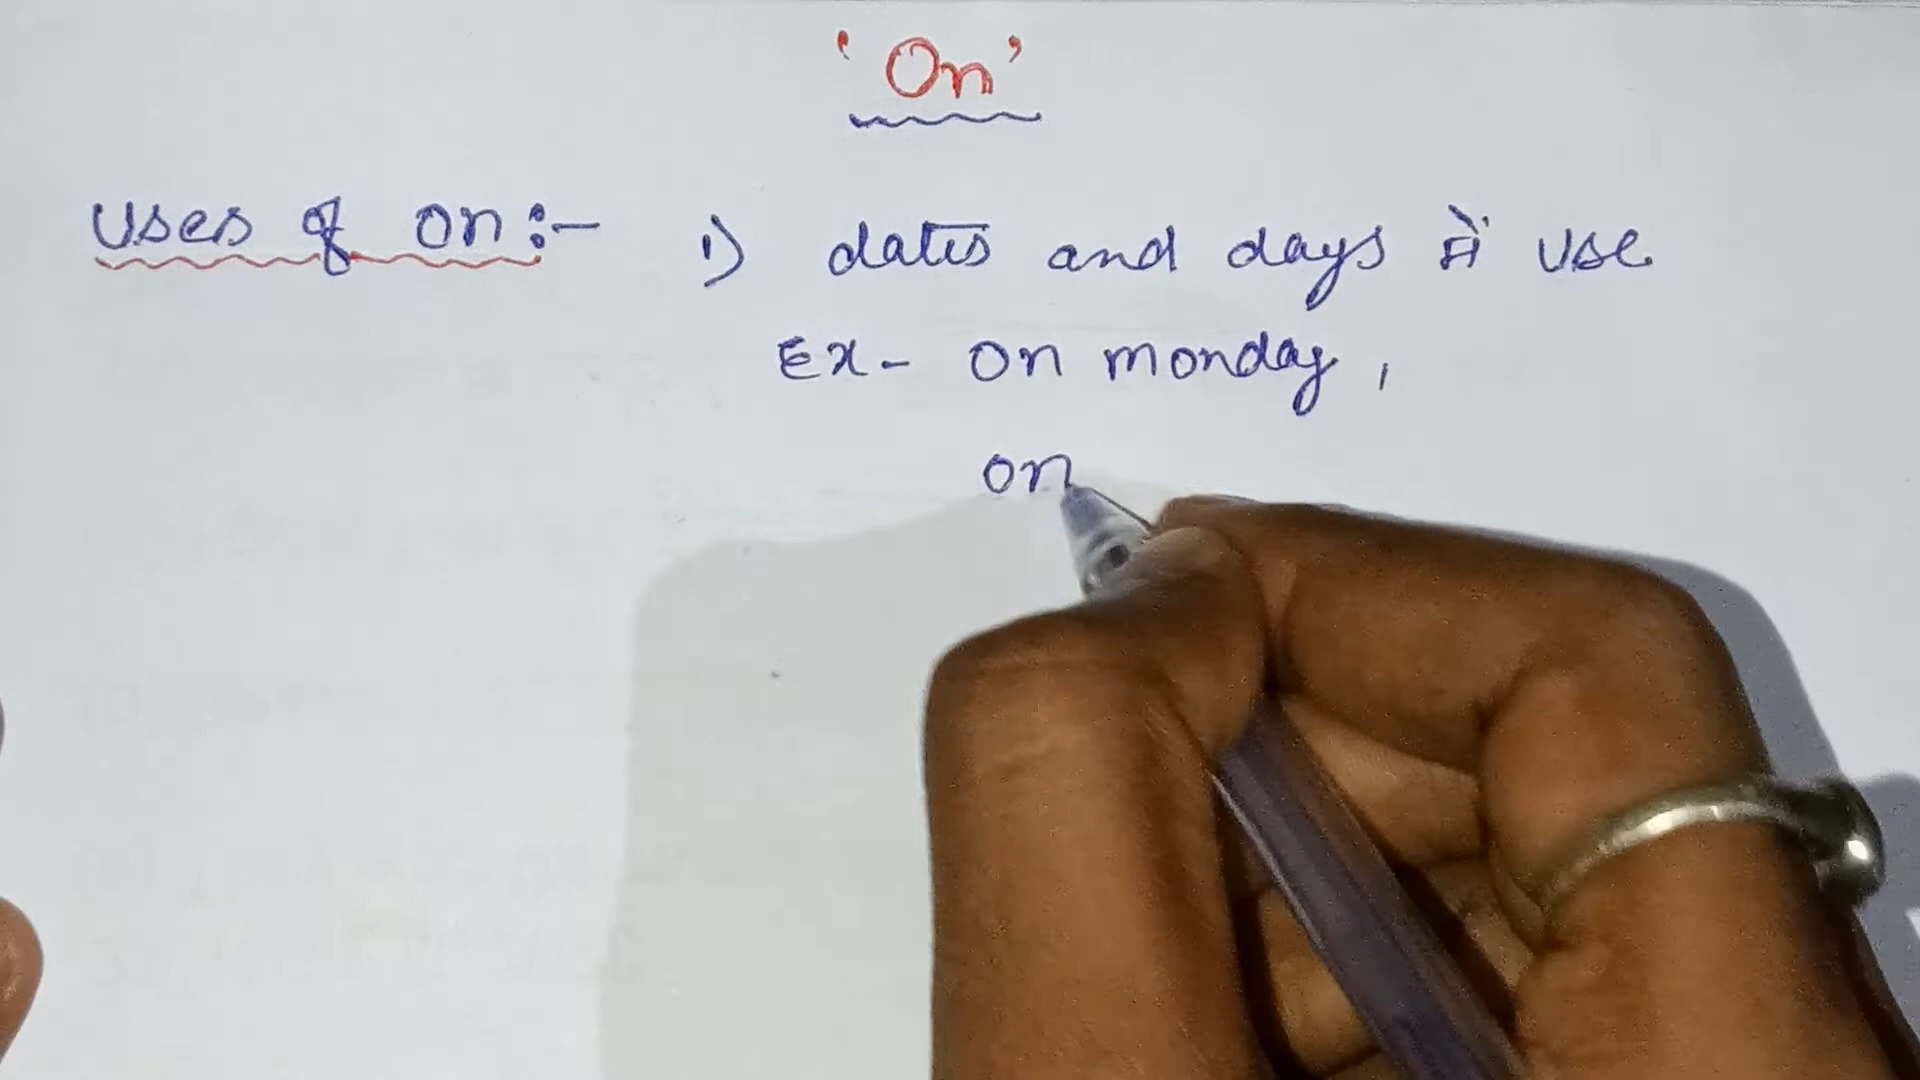 'On'
Uses of on:- 1) dates and days में use
Ex- On monday,
on